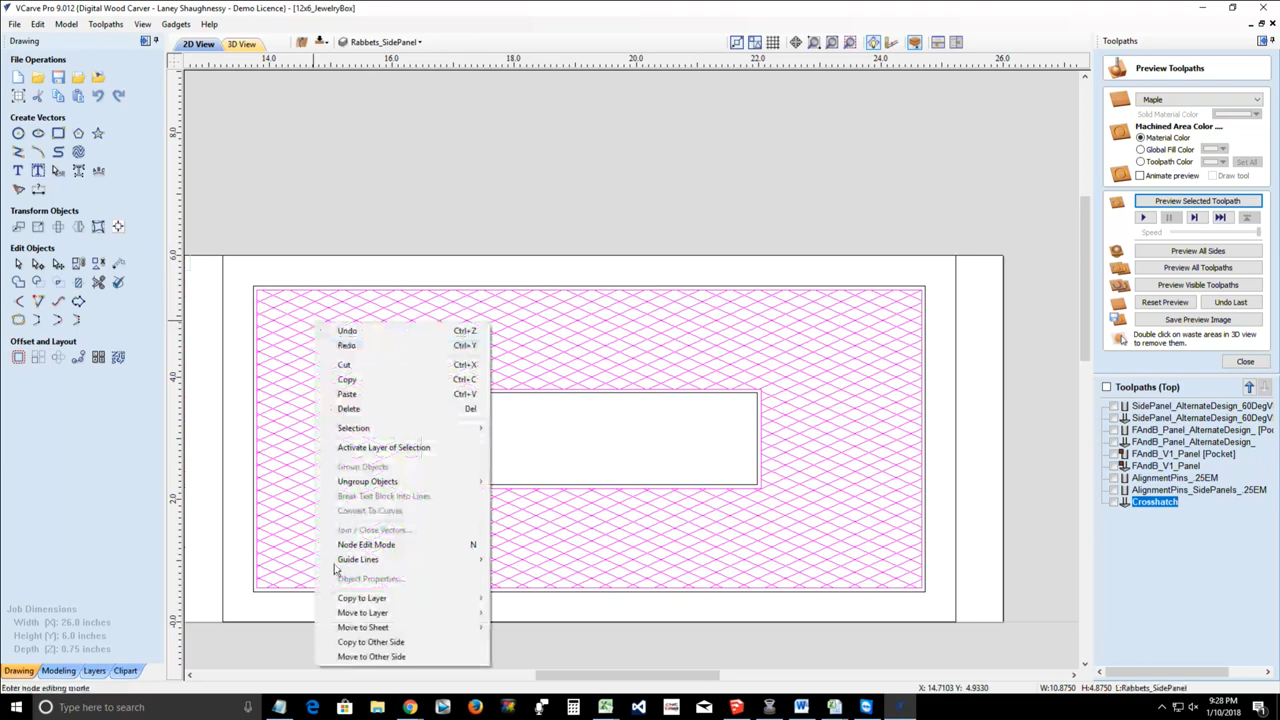 VCarve Pro 9.012 {Digital Wood Carver - Laney Shaughnessy - Demo Licence} - [12x6_JewelryBox]
File Edit Model Toolpaths View Gadgets Help
Drawing
File Operations
Create Vectors
Transform Objects
Edit Objects
Offset and Layout
Job Dimensions
Width (X): 26.0 inches
Height (Y): 6.0 inches
Depth (Z): 0.75 inches
Drawing Modeling Layers Clipart
Enter node editing mode
2D View 3D View
Rabbets_SidePanel
14.0 16.0 18.0 20.0 22.0 24.0 26.0
8.0
6.0
4.0
2.0
-0.0
Undo Ctrl+Z
Redo Ctrl+Y
Cut Ctrl+X
Copy Ctrl+C
Paste Ctrl+V
Delete Del
Selection
Activate Layer of Selection
Group Objects
Ungroup Objects
Break Text Block Into Lines
Convert To Curves
Join / Close Vectors...
Node Edit Mode N
Guide Lines
Object Properties...
Copy to Layer
Move to Layer
Move to Sheet
Copy to Other Side
Move to Other Side
Toolpaths
Preview Toolpaths
Maple
Solid Material Color
Machined Area Color ....
Material Color
Global Fill Color
Toolpath Color Set All
Animate preview Draw tool
Preview Selected Toolpath
Speed
Preview All Sides
Preview All Toolpaths
Preview Visible Toolpaths
Reset Preview Undo Last
Save Preview Image
Double click on waste areas in 3D view
to remove them.
Close
Toolpaths (Top)
SidePanel_AlternateDesign_60DegV
SidePanel_AlternateDesign_60DegV
FAndB_Panel_AlternateDesign_ [Poc
FAndB_Panel_AlternateDesign_
FAndB_V1_Panel [Pocket]
FAndB_V1_Panel
AlignmentPins_.25EM
AlignmentPins_SidePanels_.25EM
Crosshatch
X: 14.7103 Y: 4.9330 W:10.8750 H:4.8750 L:Rabbets_SidePanel
Type here to search
9:28 PM
1/10/2018